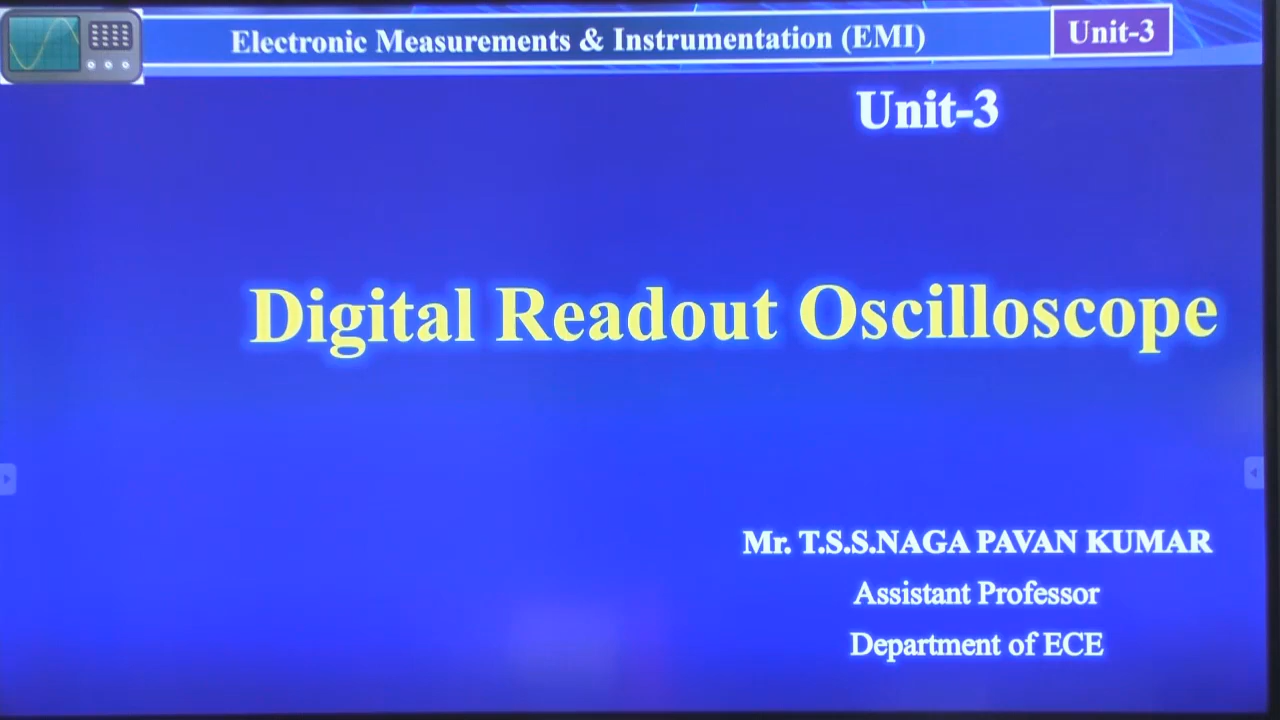 Electronic Measurements & Instrumentation (EMI)
Unit-3
Unit-3
Digital Readout Oscilloscope
Mr. T.S.S.NAGA PAVAN KUMAR
Assistant Professor
Department of ECE